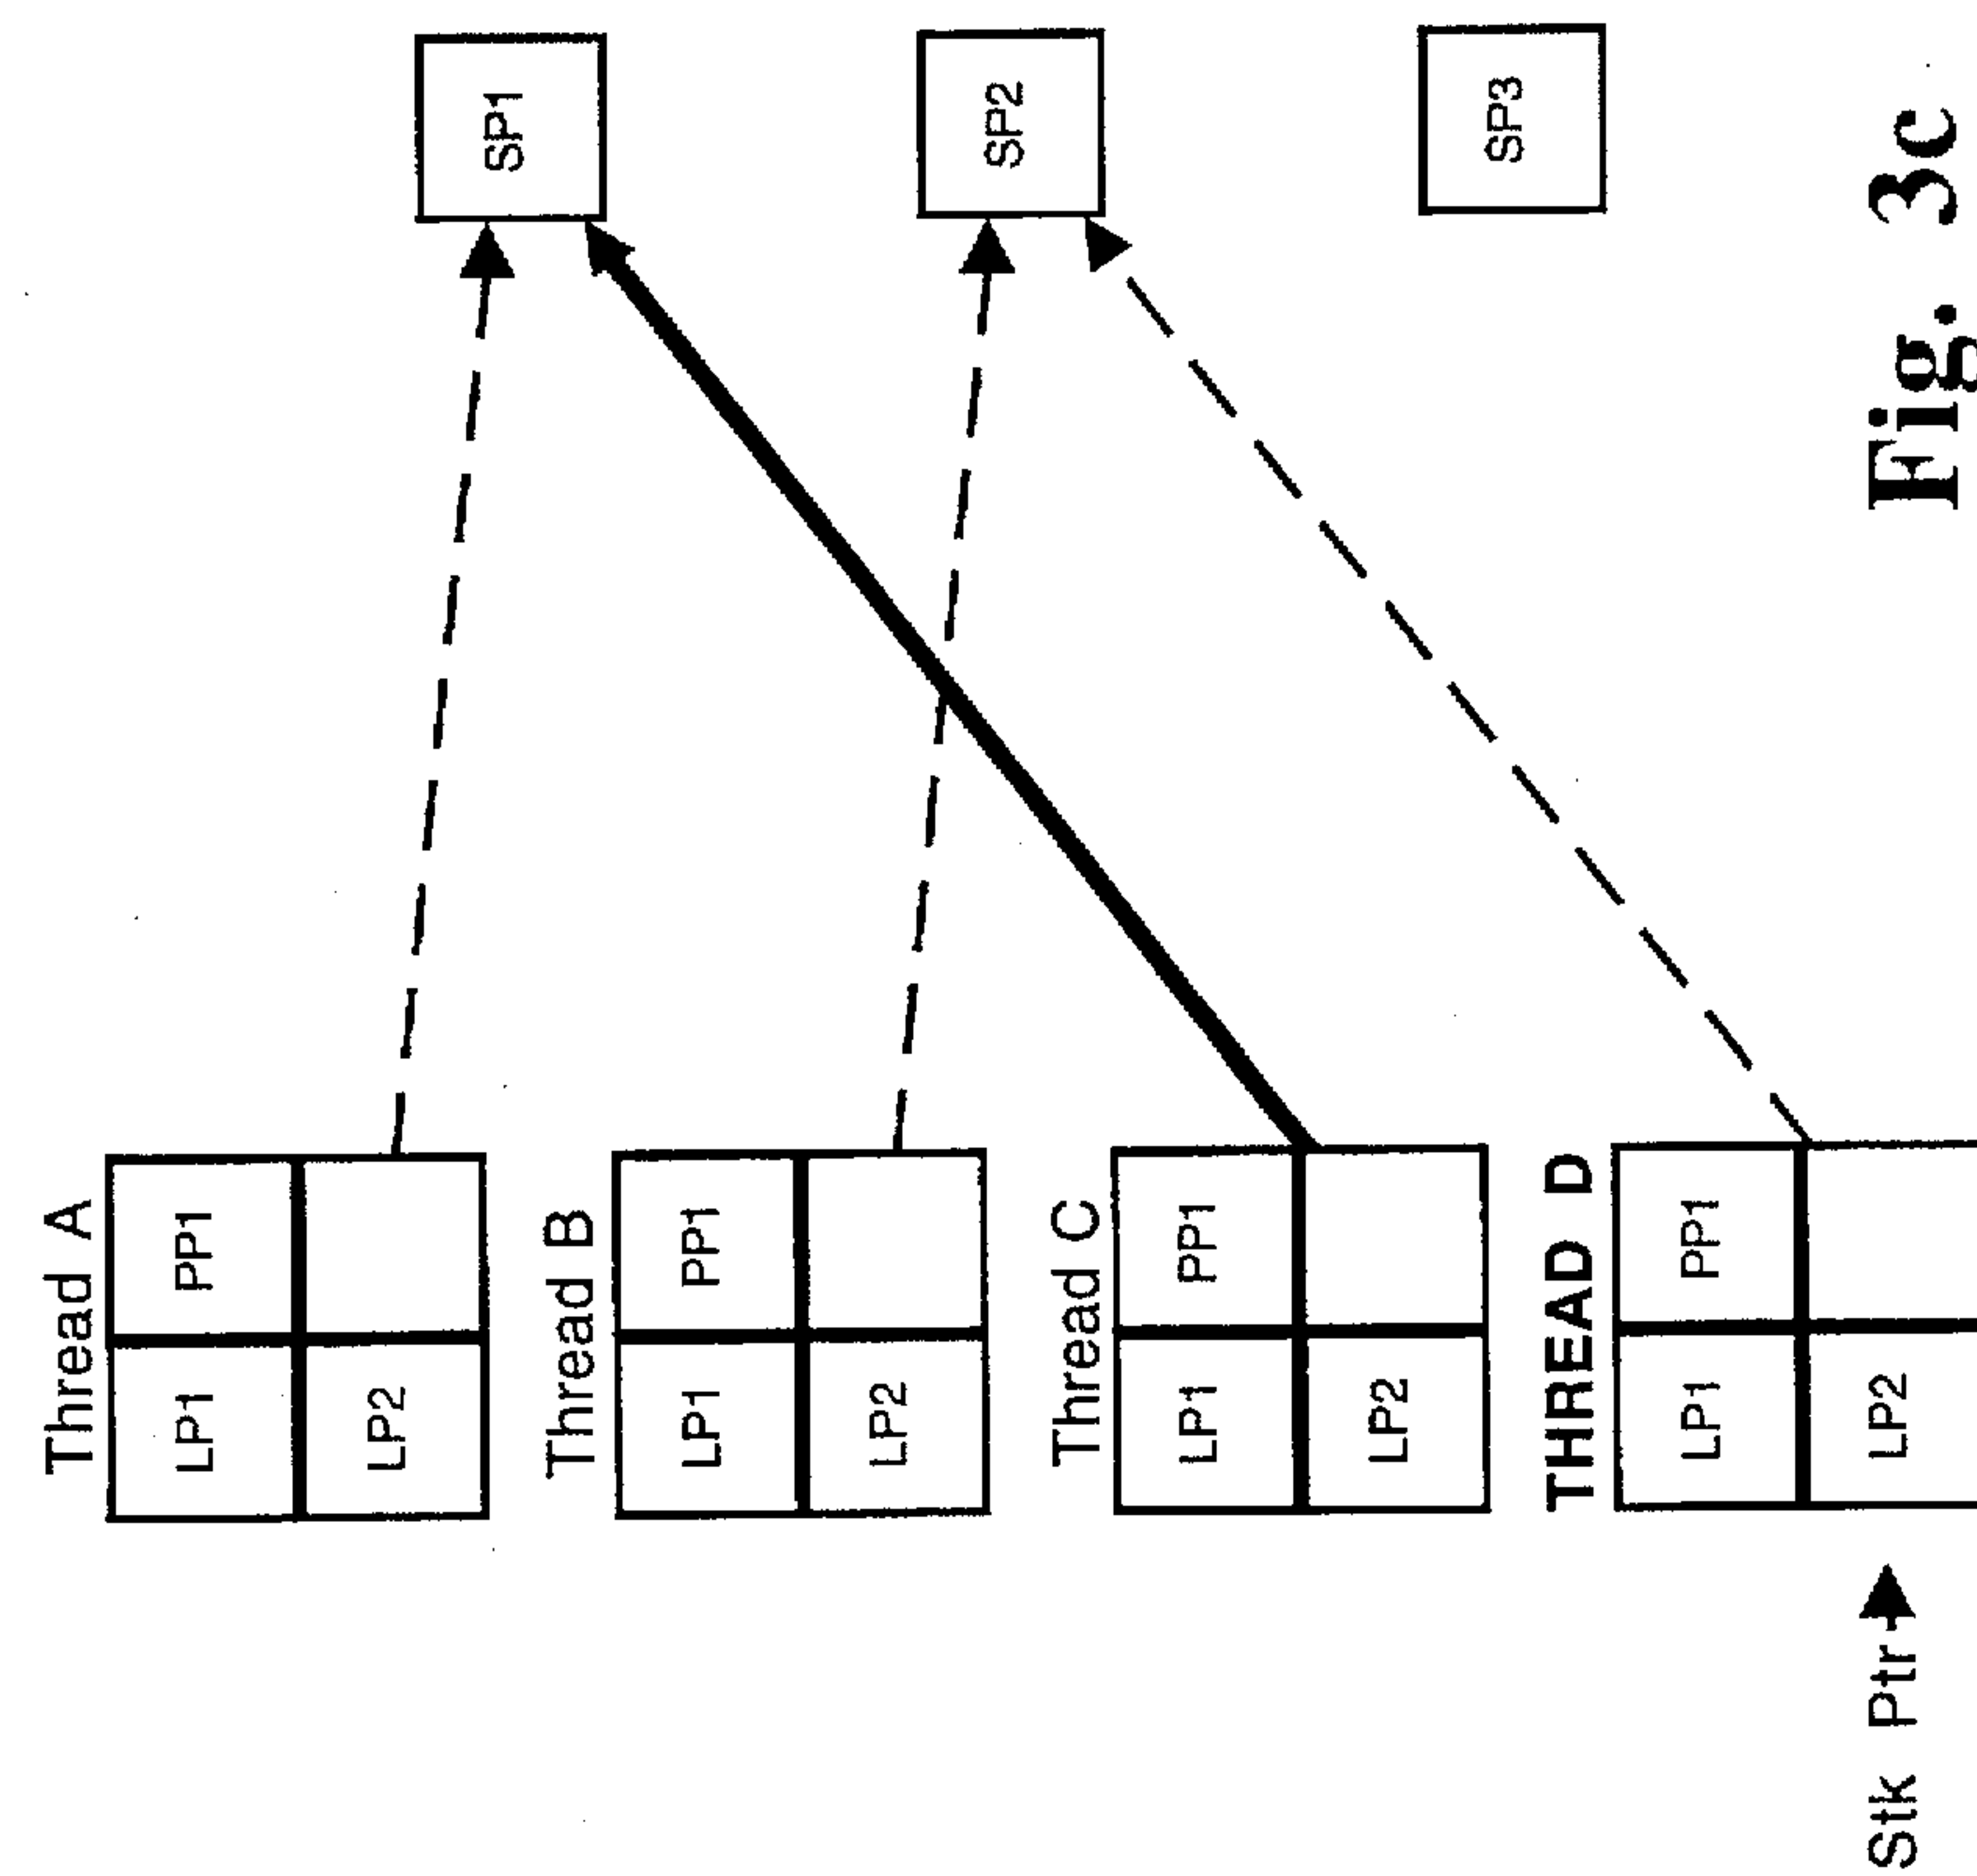 Thread A
LP1 PP1
LP2
SP1
Thread B
LP1 PP1
LP2
SP2
Thread C
LP1 PP1
LP2
SP3
THREAD D
LP1 PP1
Stk Ptr LP2
Fig. 3c